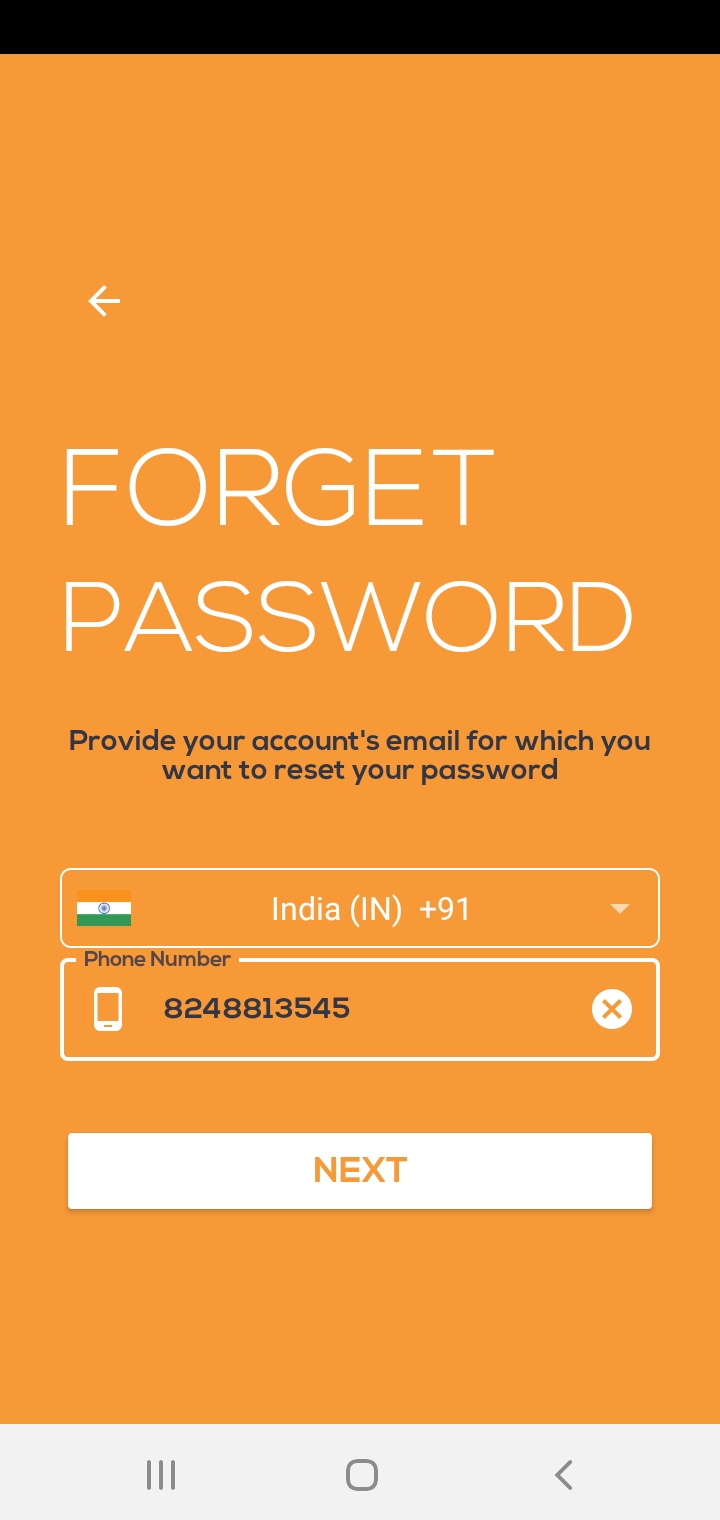 FORGET
PASSWORD
Provide your account's email for which you
want to reset your password
India (IN) +91
Phone Number
8248813545
NEXT